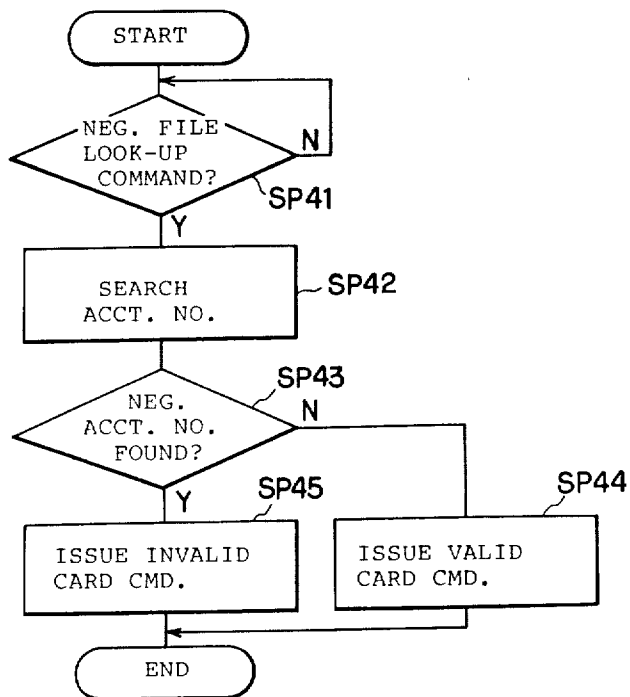 START
NEG. FILE
LOOK-UP
COMMAND?
N
SP41
Y
SEARCH
ACCT. NO.
SP42
SP43
NEG.
ACCT. NO.
FOUND?
N
Y
SP45
SP44
ISSUE INVALID
CARD CMD.
ISSUE VALID
CARD CMD.
END